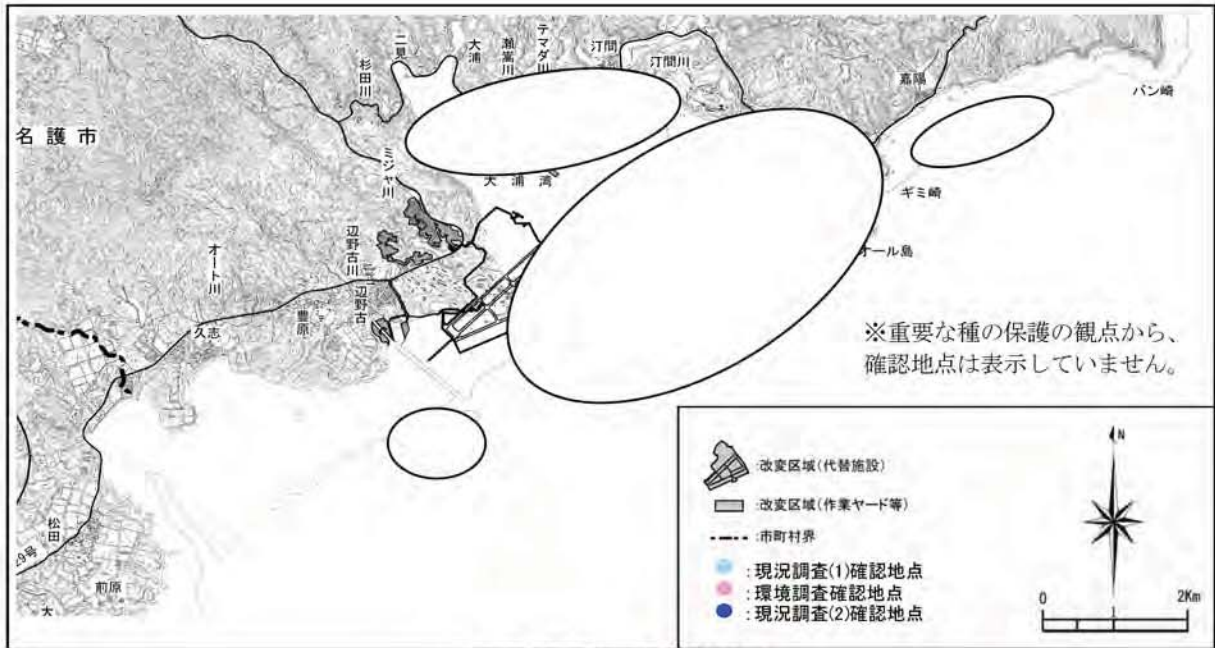 二見
大浦
瀬嵩川
テマダ川
汀間
汀間川
嘉陽
バン崎
杉田川
名護市
ミジャ川
大浦湾
ギミ崎
オール島
オート川
辺野古川
辺野古
豊原
久志
※重要な種の保護の観点から、
確認地点は表示していません。
:改変区域(代替施設)
:改変区域(作業ヤード等)
:市町村界
:現況調査(1)確認地点
:環境調査確認地点
:現況調査(2)確認地点
N
0 2Km
松田
29号
前原